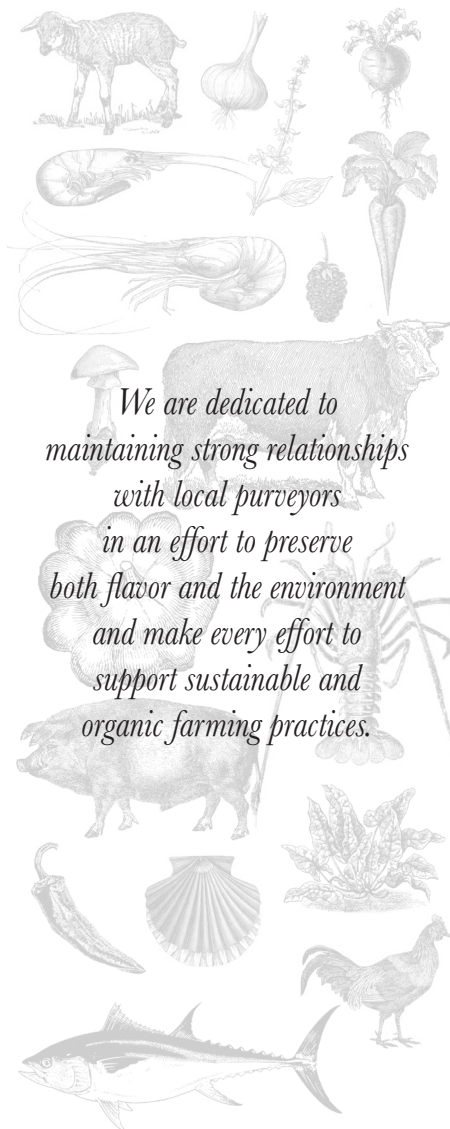 We are dedicated to
maintaining strong relationships
with local purveyors
in an effort to preserve
both flavor and the environment
and make every effort to
support sustainable and
organic farming practices.